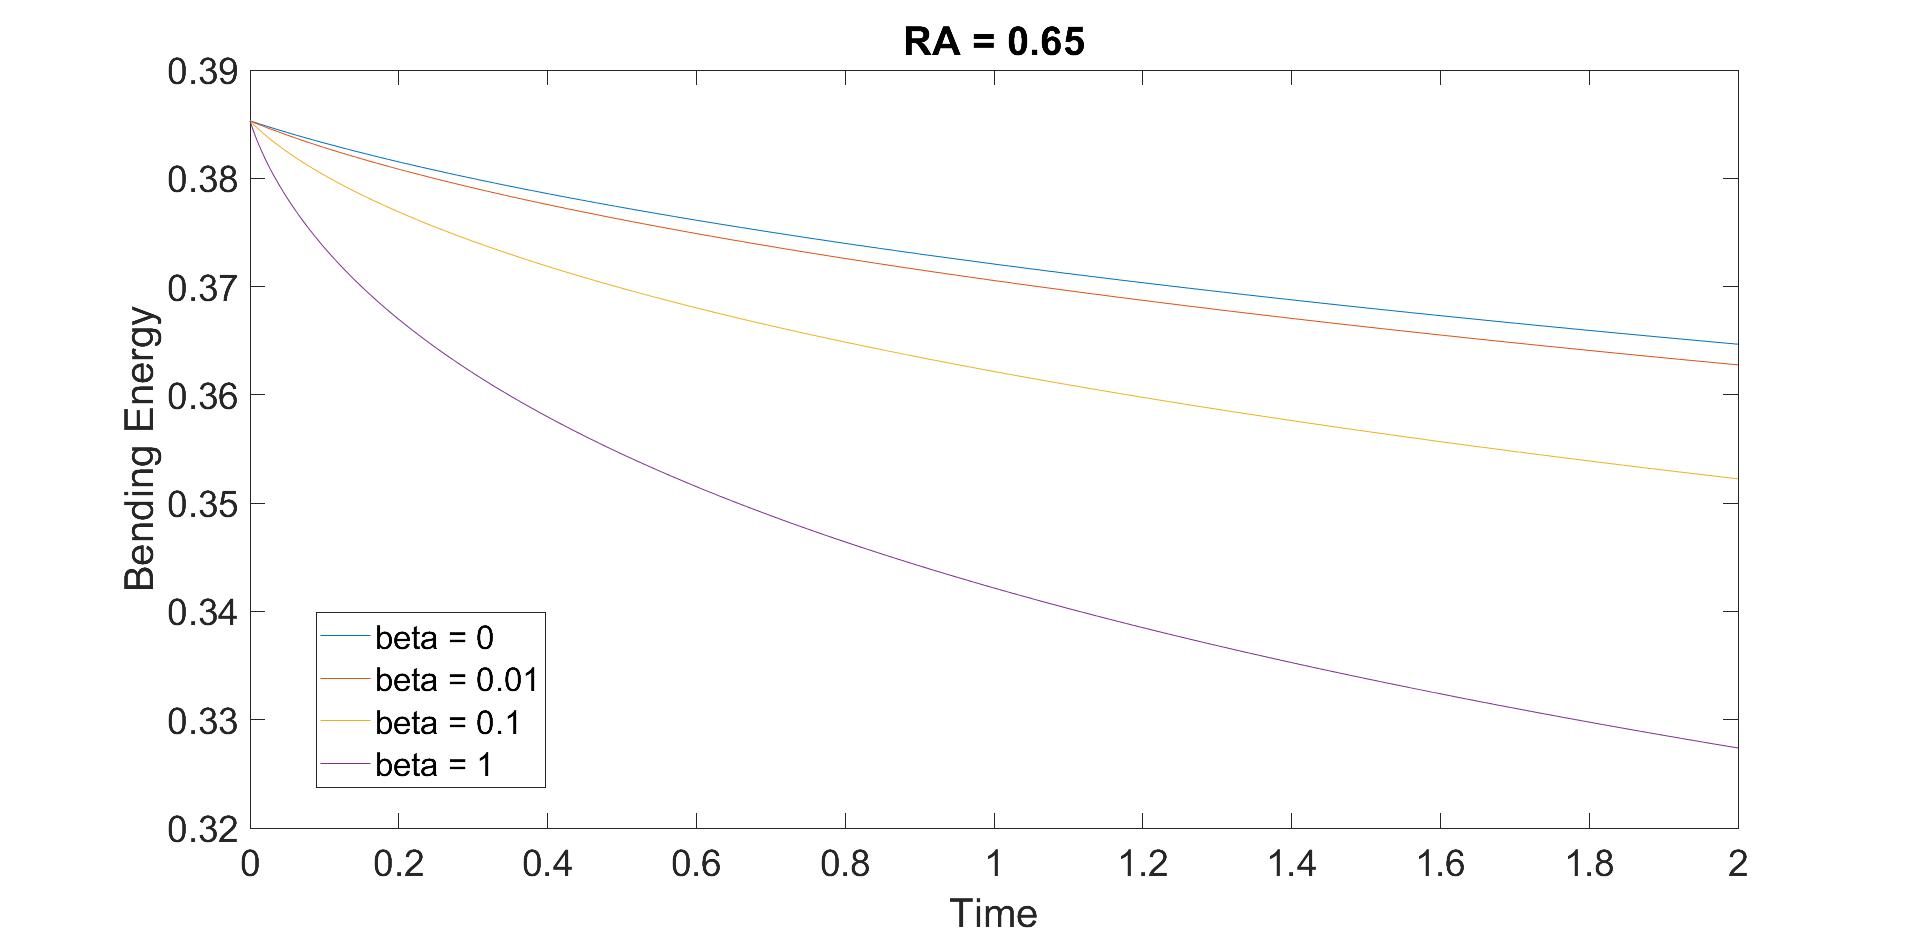 RA = 0.65
0.39
0.38
0.37
0.36
0.35
0.34
0.33
0.32
Bending Energy
beta = 0
beta = 0.01
beta = 0.1
beta = 1
0 0.2 0.4 0.6 0.8 1 1.2 1.4 1.6 1.8 2
Time